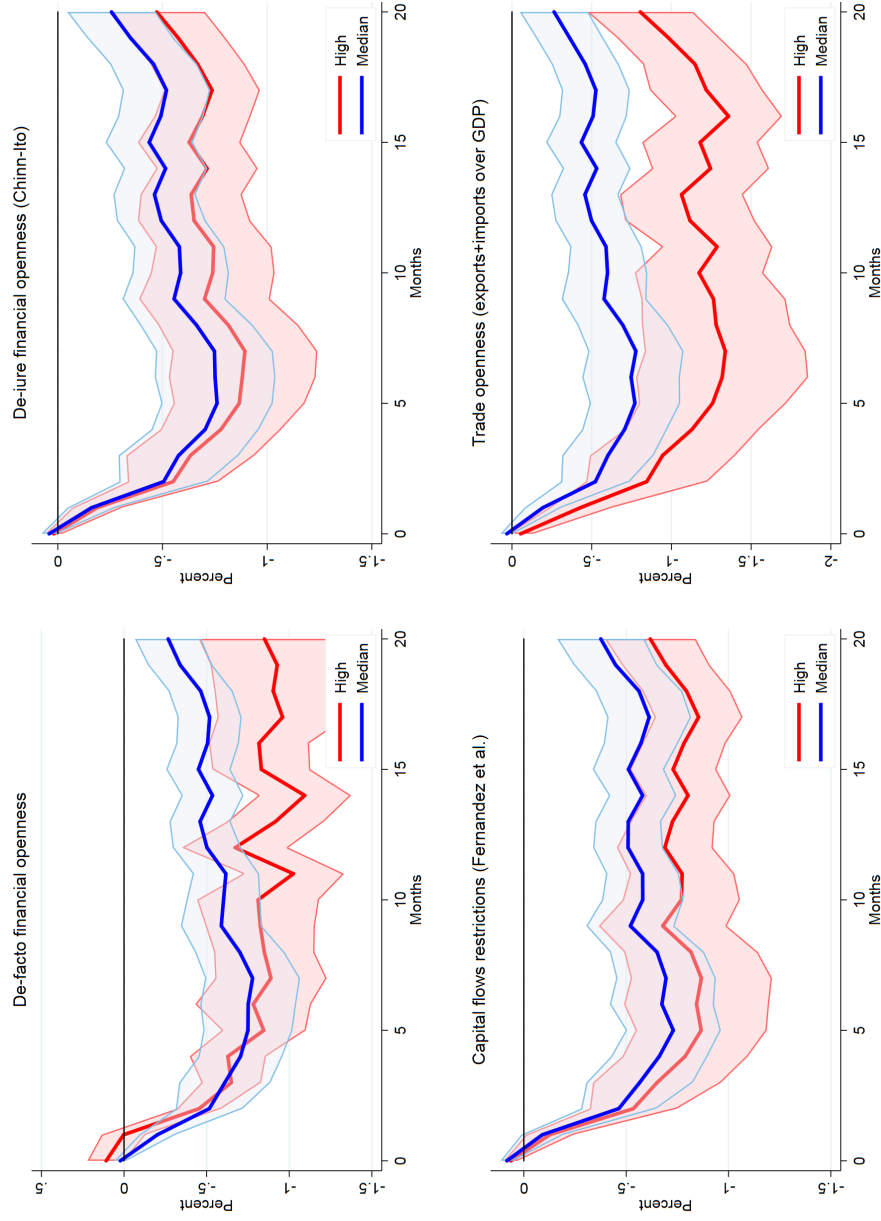 De-facto financial openness
Percent
.5
0
-.5
-1
-1.5
0
5
10
15
20
Months
High
Median
De-iure financial openness (Chinn-Ito)
Percent
0
-.5
-1
-1.5
0
5
10
15
20
Months
High
Median
Capital flows restrictions (Fernandez et al.)
Percent
0
-.5
-1
-1.5
0
5
10
15
20
Months
High
Median
Trade openness (exports+imports over GDP)
Percent
0
-.5
-1
-1.5
-2
0
5
10
15
20
Months
High
Median